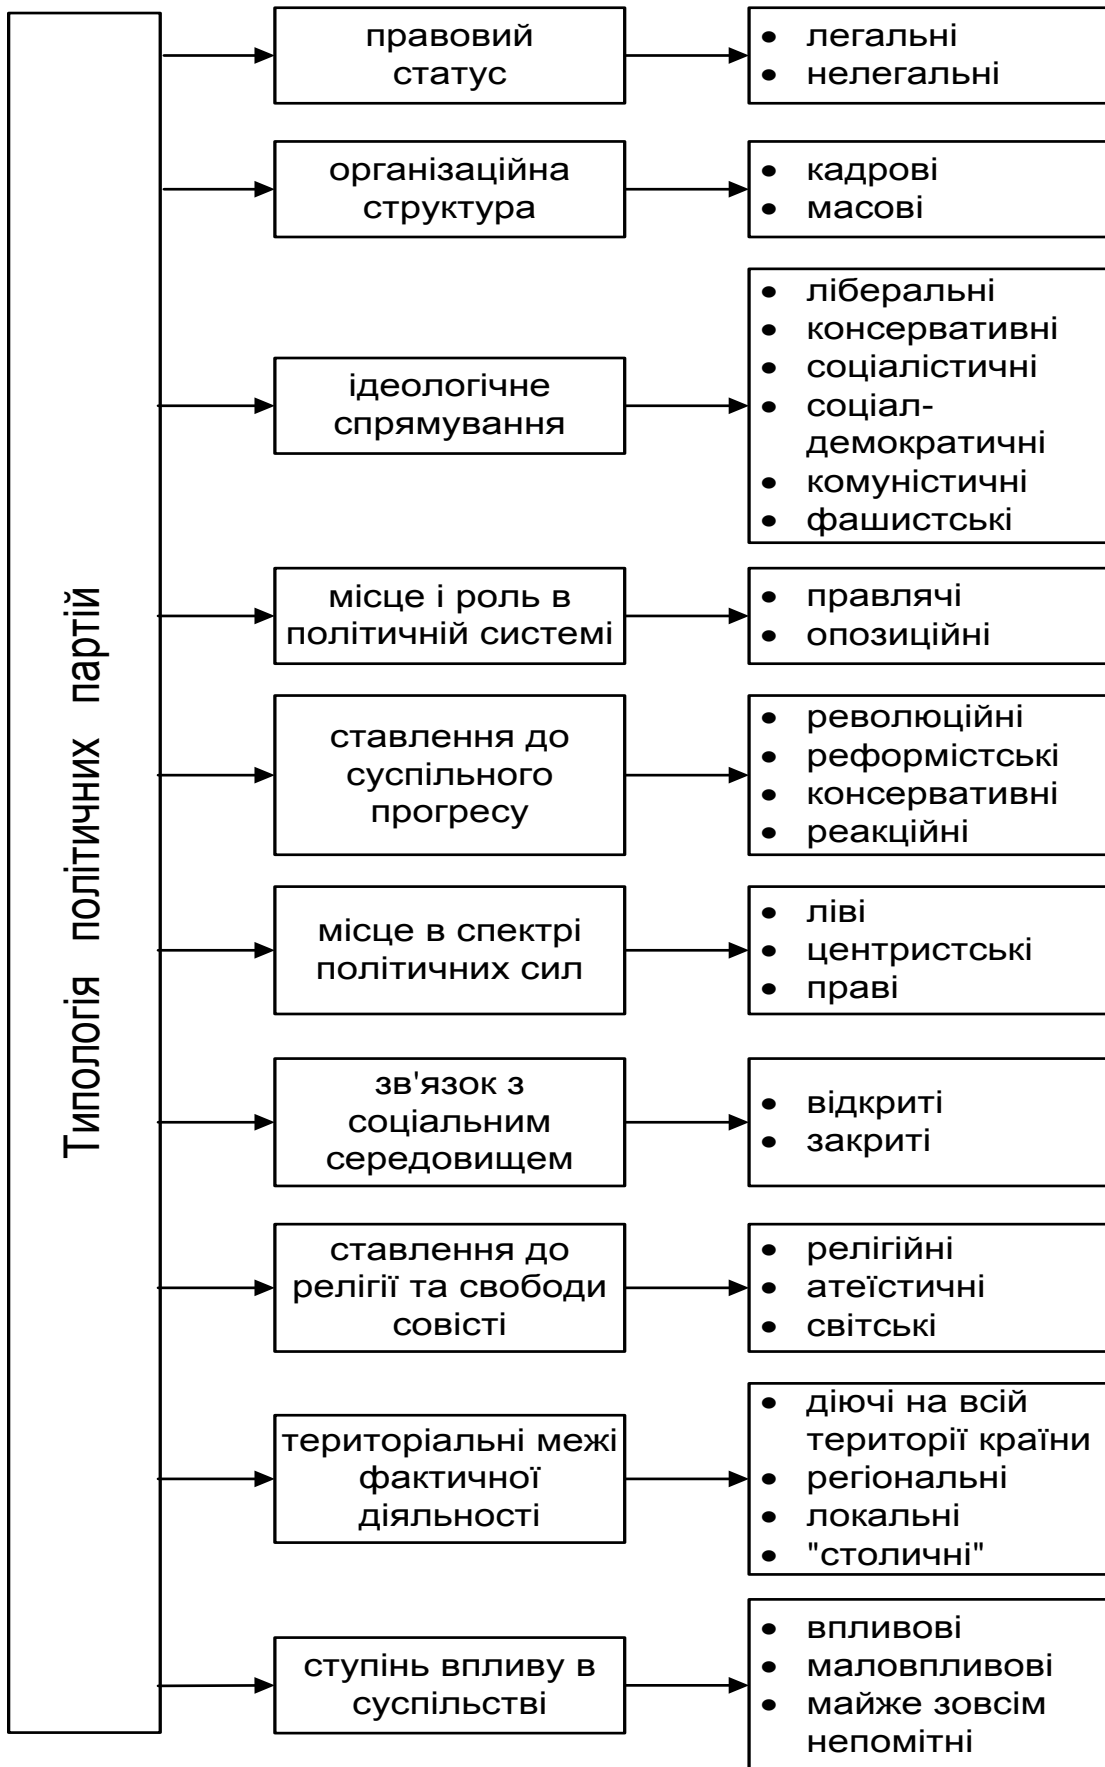 Типологія політичних партій
правовий
статус
• легальні
• нелегальні
організаційна
структура
• кадрові
• масові
ідеологічне
спрямування
• ліберальні
• консервативні
• соціалістичні
• соціал-
демократичні
• комуністичні
• фашистські
місце і роль в
політичній системі
• правлячі
• опозиційні
ставлення до
суспільного
прогресу
• революційні
• реформістські
• консервативні
• реакційні
місце в спектрі
політичних сил
• ліві
• центристські
• праві
зв'язок з
соціальним
середовищем
• відкриті
• закриті
ставлення до
релігії та свободи
совісті
• релігійні
• атеїстичні
• світські
територіальні межі
фактичної
діяльності
• діючі на всій
території країни
• регіональні
• локальні
• "столичні"
ступінь впливу в
суспільстві
• впливові
• маловпливові
• майже зовсім
непомітні